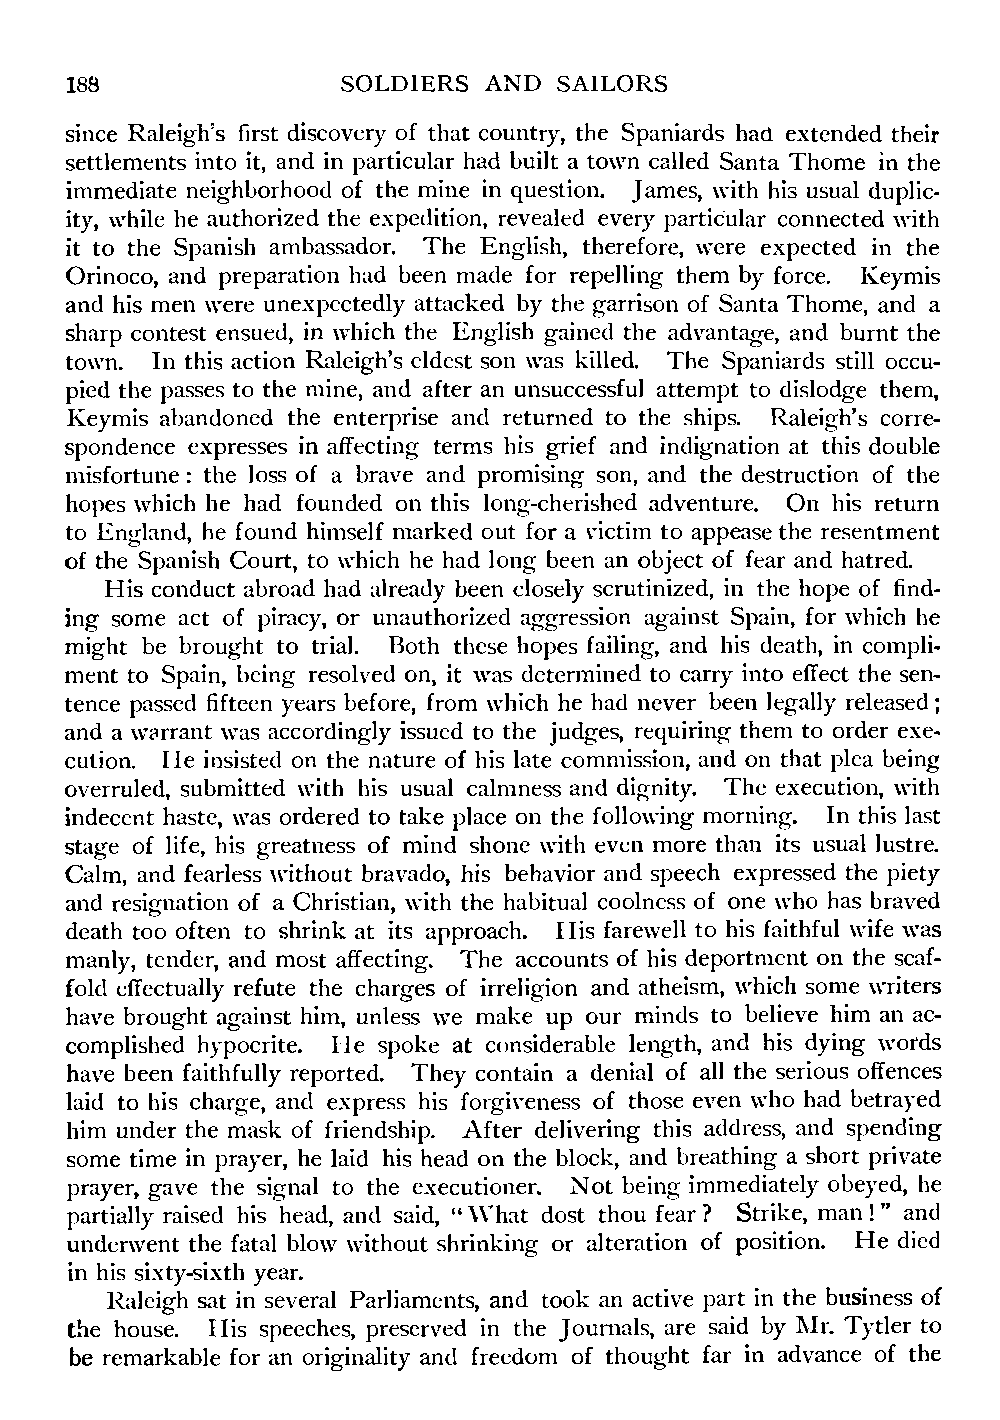 188 SOLDIERS AND SAILORS
since Raleigh's first discovery of that country, the Spaniards had extended their
settlements into it, and in particular had built a town called Santa Thome in the
immediate neighborhood of the mine in question. James, with his usual duplic-
ity, while he authorized the expedition, revealed every particular connected with
it to the Spanish ambassador. The English, therefore, were expected in the
Orinoco, and preparation had been made for repelling them by force. Keymis
and his men were unexpectedly attacked by the garrison of Santa Thome, and a
sharp contest ensued, in which the English gained the advantage, and burnt the
town. In this action Raleigh's eldest son was killed. The Spaniards still occu-
pied the passes to the mine, and after an unsuccessful attempt to dislodge them,
Keymis abandoned the enterprise and returned to the ships. Raleigh's corre-
spondence expresses in affecting terms his grief and indignation at this double
misfortune: the loss of a brave and promising son, and the destruction of the
hopes which he had founded on this long-cherished adventure. On his return
to England, he found himself marked out for a victim to appease the resentment
of the Spanish Court, to which he had long been an object of fear and hatred.
His conduct abroad had already been closely scrutinized, in the hope of find-
ing some act of piracy, or unauthorized aggression against Spain, for which he
might be brought to trial. Both these hopes failing, and his death, in compli-
ment to Spain, being resolved on, it was determined to carry into effect the sen-
tence passed fifteen years before, from which he had never been legally released;
and a warrant was accordingly issued to the judges, requiring them to order exe-
cution. He insisted on the nature of his late commission, and on that plea being
overruled, submitted with his usual calmness and dignity. The execution, with
indecent haste, was ordered to take place on the following morning. In this last
stage of life, his greatness of mind shone with even more than its usual lustre.
Calm, and fearless without bravado, his behavior and speech expressed the piety
and resignation of a Christian, with the habitual coolness of one who has braved
death too often to shrink at its approach. His farewell to his faithful wife was
manly, tender, and most affecting. The accounts of his deportment on the scaf-
fold effectually refute the charges of irreligion and atheism, which some writers
have brought against him, unless we make up our minds to believe him an ac-
complished hypocrite. He spoke at considerable length, and his dying words
have been faithfully reported. They contain a denial of all the serious offences
laid to his charge, and express his forgiveness of those even who had betrayed
him under the mask of friendship. After delivering this address, and spending
some time in prayer, he laid his head on the block, and breathing a short private
prayer, gave the signal to the executioner. Not being immediately obeyed, he
partially raised his head, and said, "What dost thou fear? Strike, man!" and
underwent the fatal blow without shrinking or alteration of position. He died
in his sixty-sixth year.
Raleigh sat in several Parliaments, and took an active part in the business of
the house. His speeches, preserved in the Journals, are said by Mr. Tytler to
be remarkable for an originality and freedom of thought far in advance of the